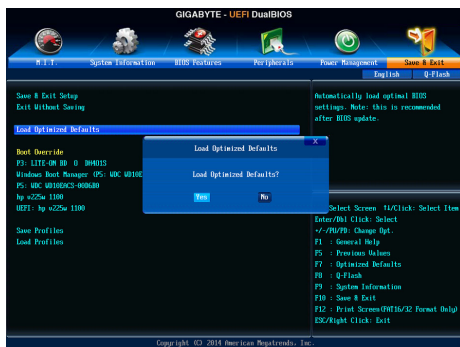 GIGABYTE - UEFI DualBIOS
M.I.T. System Information BIOS Features Peripherals Power Management Save & Exit
English Q-Flash
Save & Exit Setup
Exit Without Saving
Load Optimized Defaults
Boot Override
P3: LITE-ON BD 0 DH401S
Windows Boot Manager (P5: WDC WD10E
P5: WDC WD10EACS-00D6B0
hp v225w 1100
UEFI: hp v225w 1100
Save Profiles
Load Profiles
Automatically load optimal BIOS
settings. Note: this is recommended
after BIOS update.
Load Optimized Defaults X
Load Optimized Defaults?
Yes No
Select Screen ↑↓/Click: Select Item
Enter/Dbl Click: Select
+/-/PU/PD: Change Opt.
F1 : General Help
F5 : Previous Values
F7 : Optimized Defaults
F8 : Q-Flash
F9 : System Information
F10 : Save & Exit
F12 : Print Screen(FAT16/32 Format Only)
ESC/Right Click: Exit
Copyright (C) 2014 American Megatrends, Inc.